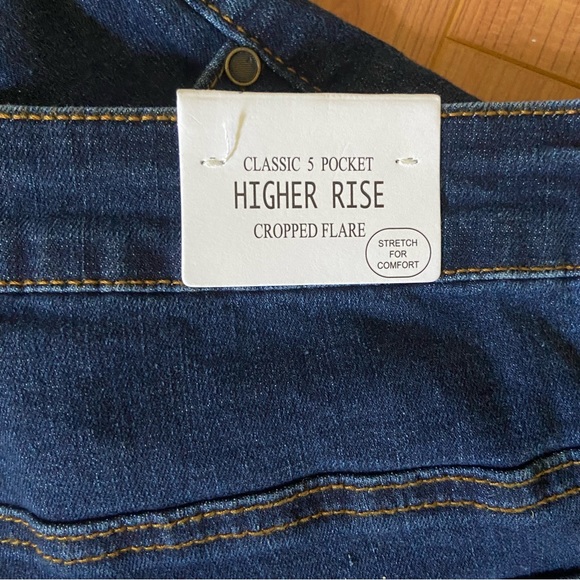 CLASSIC 5 POCKET
HIGHER RISE
CROPPED FLARE
STRETCH
FOR
COMFORT